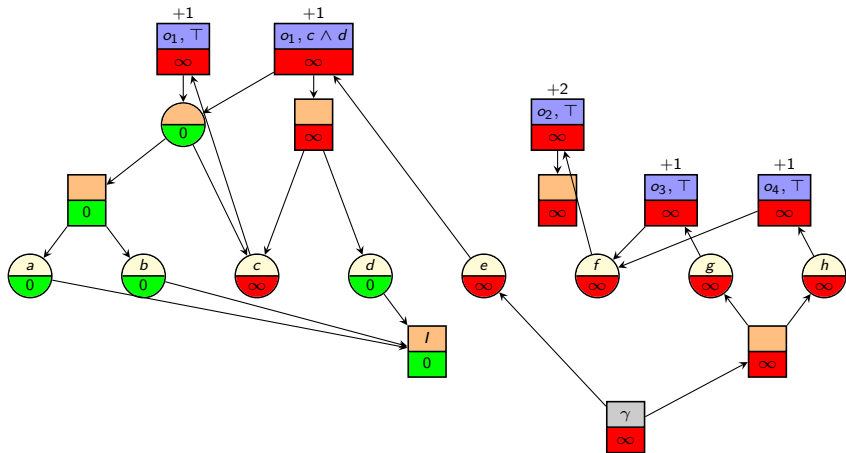 +1 +1
o₁, ⊤ o₁, c ∧ d
∞ ∞
+2
o₂, ⊤
0 ∞ ∞
+1 +1
o₃, ⊤ o₄, ⊤
0 ∞ ∞ ∞
a b c d e f g h
0 0 ∞ 0 ∞ ∞ ∞ ∞
I
0 ∞
γ
∞